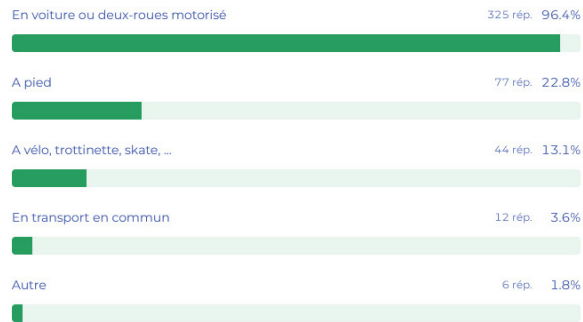 En voiture ou deux-roues motorisé 325 rép. 96.4%
A pied 77 rép. 22.8%
A vélo, trottinette, skate, ... 44 rép. 13.1%
En transport en commun 12 rép. 3.6%
Autre 6 rép. 1.8%